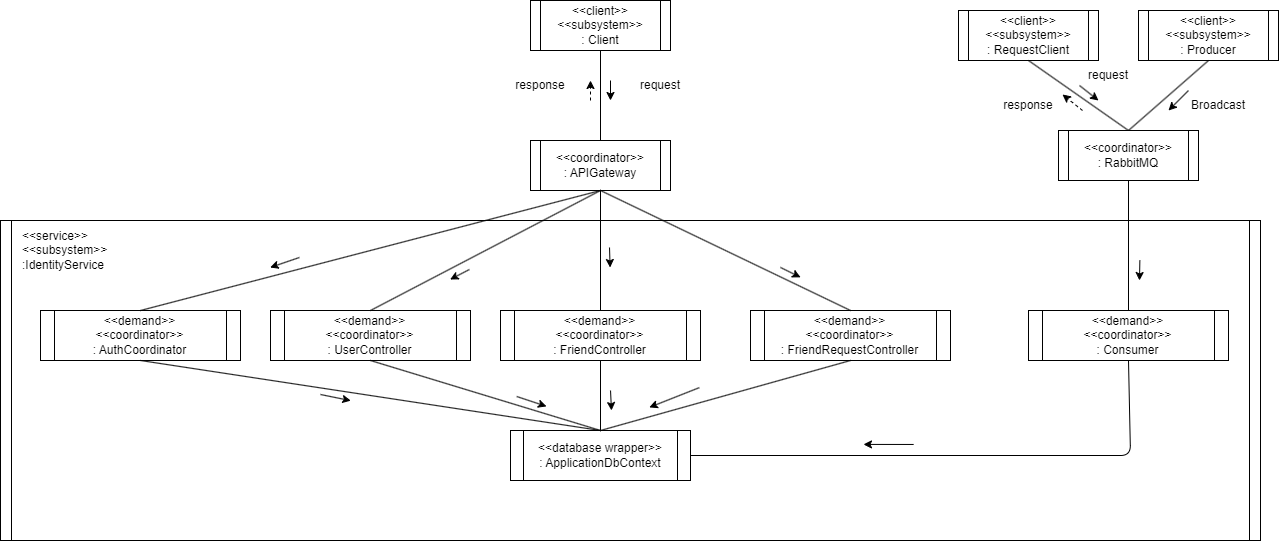 <<client>>
<<subsystem>>
: Client
<<client>>
<<subsystem>>
: RequestClient
<<client>>
<<subsystem>>
: Producer
response
request
request
response
Broadcast
<<coordinator>>
: APIGateway
<<coordinator>>
: RabbitMQ
<<service>>
<<subsystem>>
:IdentityService
<<demand>>
<<coordinator>>
: AuthCoordinator
<<demand>>
<<coordinator>>
: UserController
<<demand>>
<<coordinator>>
: FriendController
<<demand>>
<<coordinator>>
: FriendRequestController
<<demand>>
<<coordinator>>
: Consumer
<<database wrapper>>
: ApplicationDbContext